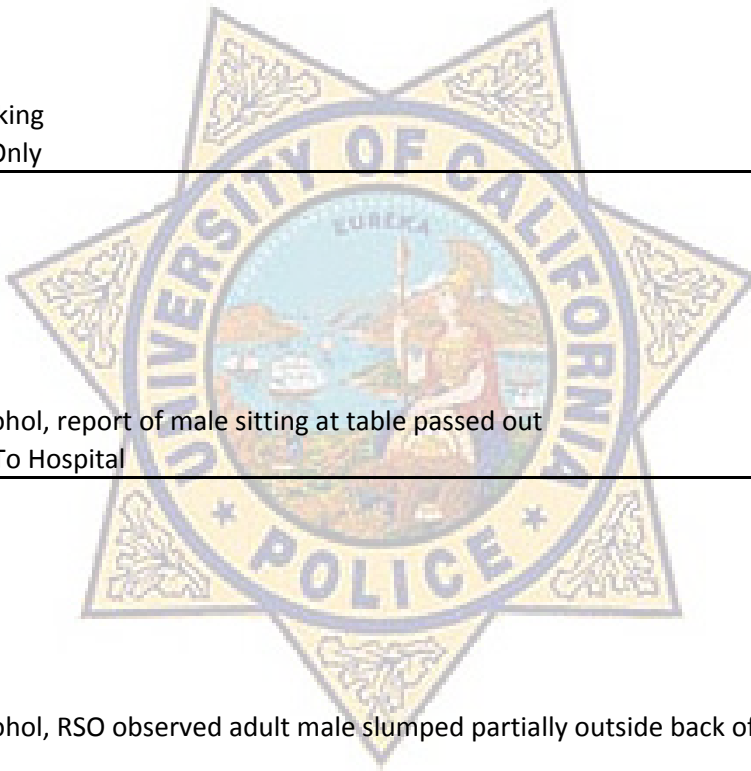 king
Only
UNIVERSITY OF CALIFORNIA
EUREKA
ohol, report of male sitting at table passed out
To Hospital
POLICE
ohol, RSO observed adult male slumped partially outside back of